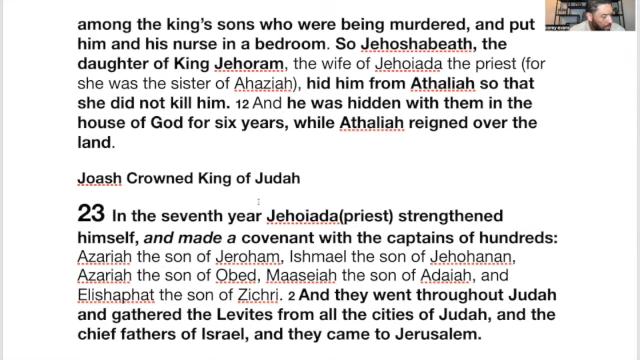 among the king's sons who were being murdered, and put
him and his nurse in a bedroom. So Jehoshabeath, the
daughter of King Jehoram, the wife of Jehoiada the priest (for
she was the sister of Ahaziah), hid him from Athaliah so that
she did not kill him. 12 And he was hidden with them in the
house of God for six years, while Athaliah reigned over the
land.
Joash Crowned King of Judah
23 In the seventh year Jehoiada(priest) strengthened
himself, and made a covenant with the captains of hundreds:
Azariah the son of Jeroham, Ishmael the son of Jehohanan,
Azariah the son of Obed, Maaseiah the son of Adaiah, and
Elishaphat the son of Zichri. 2 And they went throughout Judah
and gathered the Levites from all the cities of Judah, and the
chief fathers of Israel, and they came to Jerusalem.